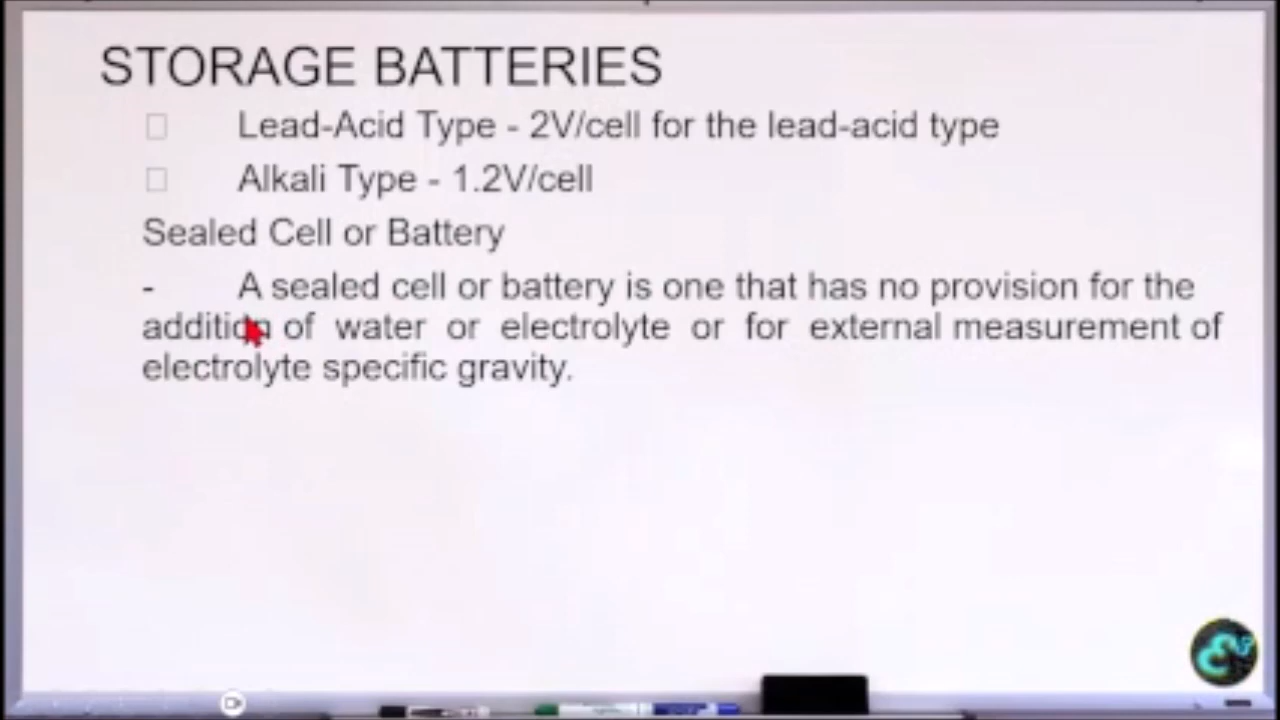 STORAGE BATTERIES
Lead-Acid Type - 2V/cell for the lead-acid type
Alkali Type - 1.2V/cell
Sealed Cell or Battery
- A sealed cell or battery is one that has no provision for the
addition of water or electrolyte or for external measurement of
electrolyte specific gravity.